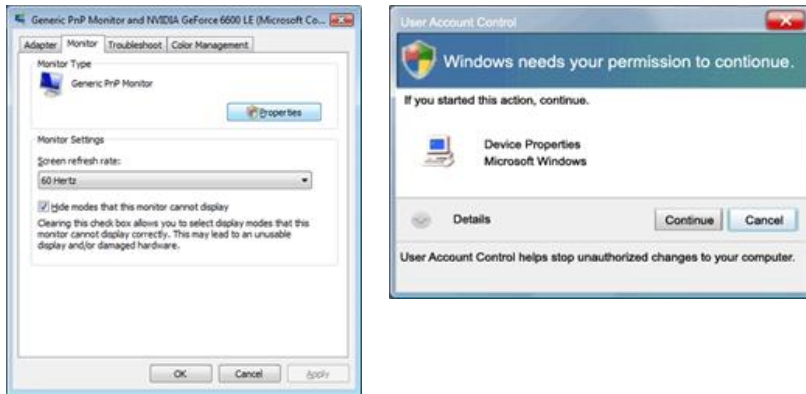 Generic PnP Monitor and NVIDIA GeForce 6600 LE (Microsoft Co...
Adapter Monitor Troubleshoot Color Management
Monitor Type
Generic PnP Monitor
Properties
Monitor Settings
Screen refresh rate:
60 Hertz
Hide modes that this monitor cannot display
Clearing this check box allows you to select display modes that this
monitor cannot display correctly. This may lead to an unusable
display and/or damaged hardware.
OK Cancel Apply
User Account Control
Windows needs your permission to contionue.
If you started this action, continue.
Device Properties
Microsoft Windows
Details Continue Cancel
User Account Control helps stop unauthorized changes to your computer.